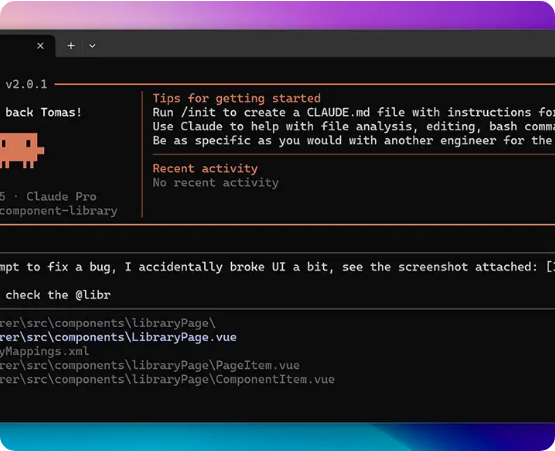 v2.0.1
back Tomas!
Tips for getting started
Run /init to create a CLAUDE.md file with instructions for
Use Claude to help with file analysis, editing, bash comma
Be as specific as you would with another engineer for the
Recent activity
No recent activity
5 · Claude Pro
component-library
mpt to fix a bug, I accidentally broke UI a bit, see the screenshot attached: [
check the @libr
rer\src\components\libraryPage\
rer\src\components\LibraryPage.vue
yMappings.xml
rer\src\components\libraryPage\PageItem.vue
rer\src\components\libraryPage\ComponentItem.vue